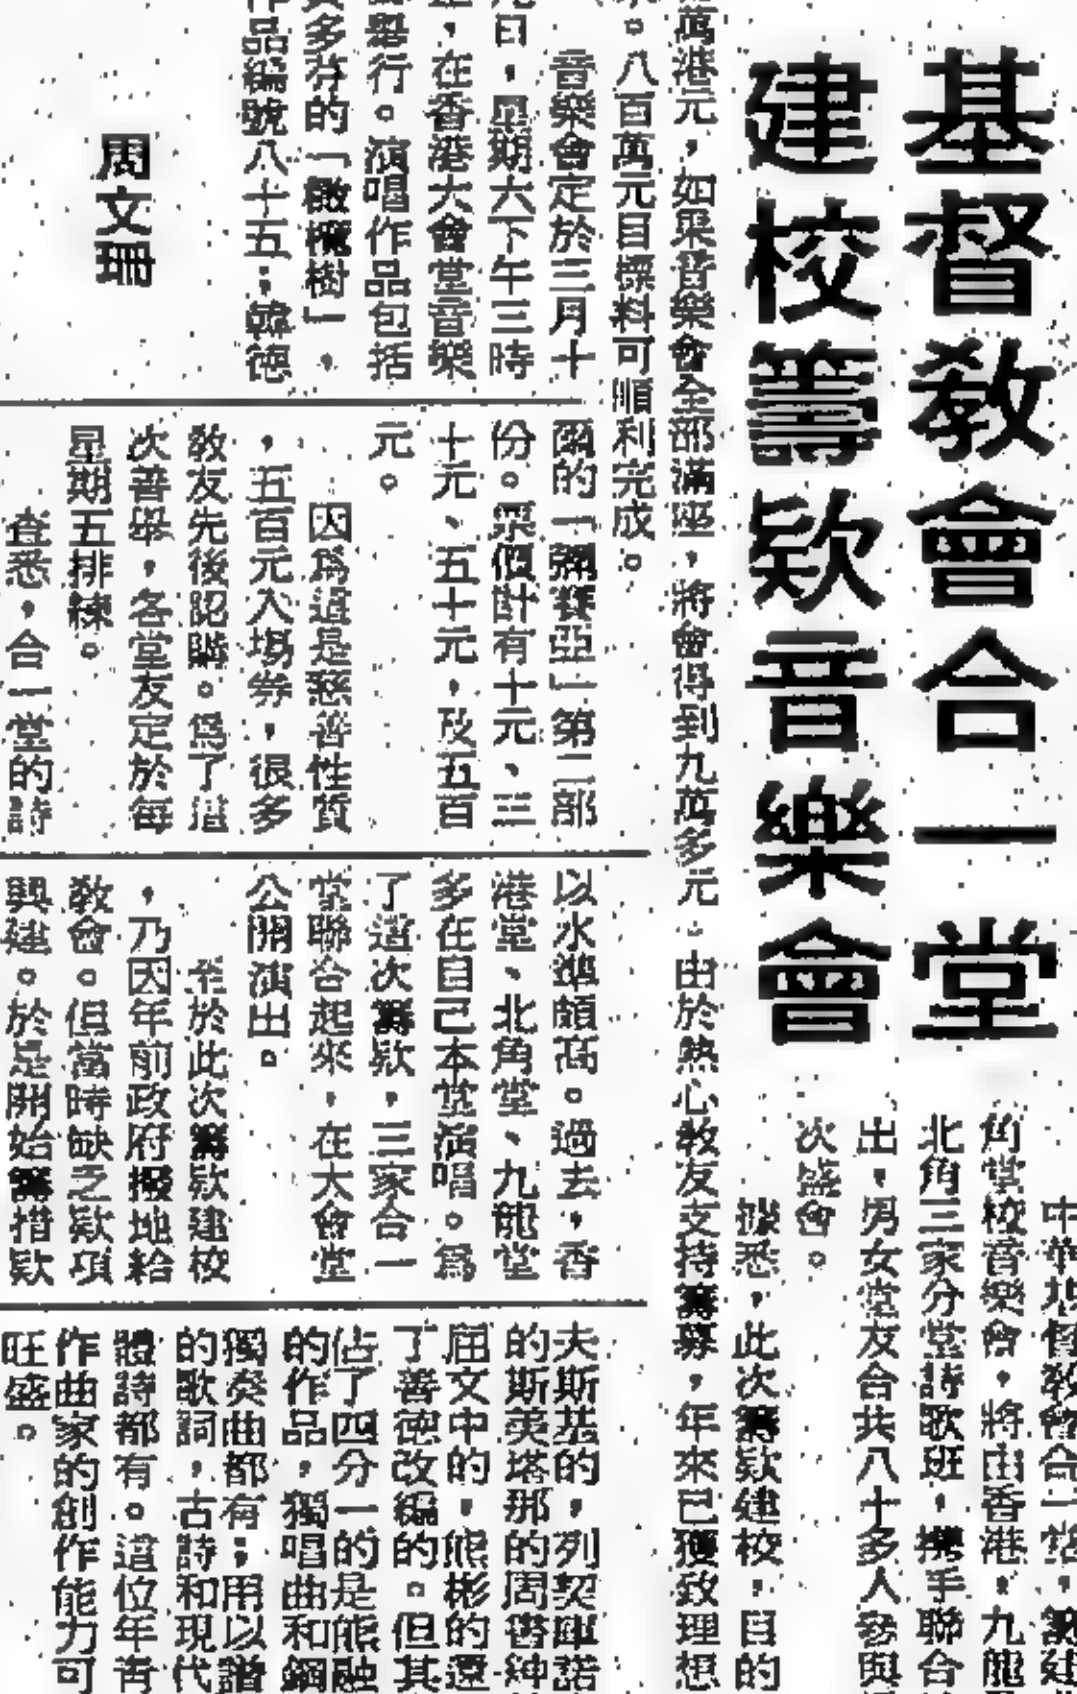 基督教會合一堂
建校籌欵音樂會
中華基督教會合一堂，籌建
角堂校音樂會，將由香港，九龍
北角三家分堂詩歌班，携手聯合
出，男女堂友合共八十多人參與
次盛會。
據悉，此次籌欵建校，目的
萬港元，如果音樂會全部滿座，將會得到九萬多元。由於熱心教友支持籌募，年來已獲致理想
。八百萬元目標料可順利完成。
音樂會定於三月十
日，星期六下午三時
，在香港大會堂音樂
舉行。演唱作品包括
多芬的「橄欖樹」，
品編號八十五；韓德
爾的「彌賽亞」第二部
份。票價計有十元、三
十元、五十元，及五百
元。
因爲這是慈善性質
，五百元入場券，很多
教友先後認購。爲了這
次善舉，各堂友定於每
星期五排練。
查悉，合一堂的詩
以水準頗高。過去，香
港堂、北角堂、九龍堂
多在自己本堂演唱。爲
了這次籌欵，三家合一
堂聯合起來，在大會堂
公開演出。
至於此次籌欵建校
，乃因年前政府撥地給
教會。但當時缺乏欵項
興建。於是開始籌措欵
周文珊
夫斯基的，列契庫諾
的斯美塔那的周書紳
屈文中的，熊彬的還
了善德改編的。但其
佔了四分一的是熊融
的作品，獨唱曲和鋼
獨奏曲都有；用以譜
的歌詞，古詩和現代
體詩都有。這位年青
作曲家的創作能力可
旺盛。